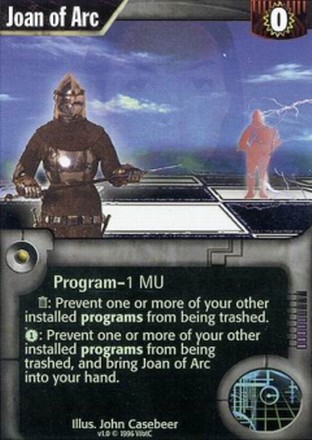 Joan of Arc
0
Program-1 MU
: Prevent one or more of your other
installed programs from being trashed.
1: Prevent one or more of your other
installed programs from being
trashed, and bring Joan of Arc
into your hand.
Illus. John Casebeer
v1.0 © 1996 WotC